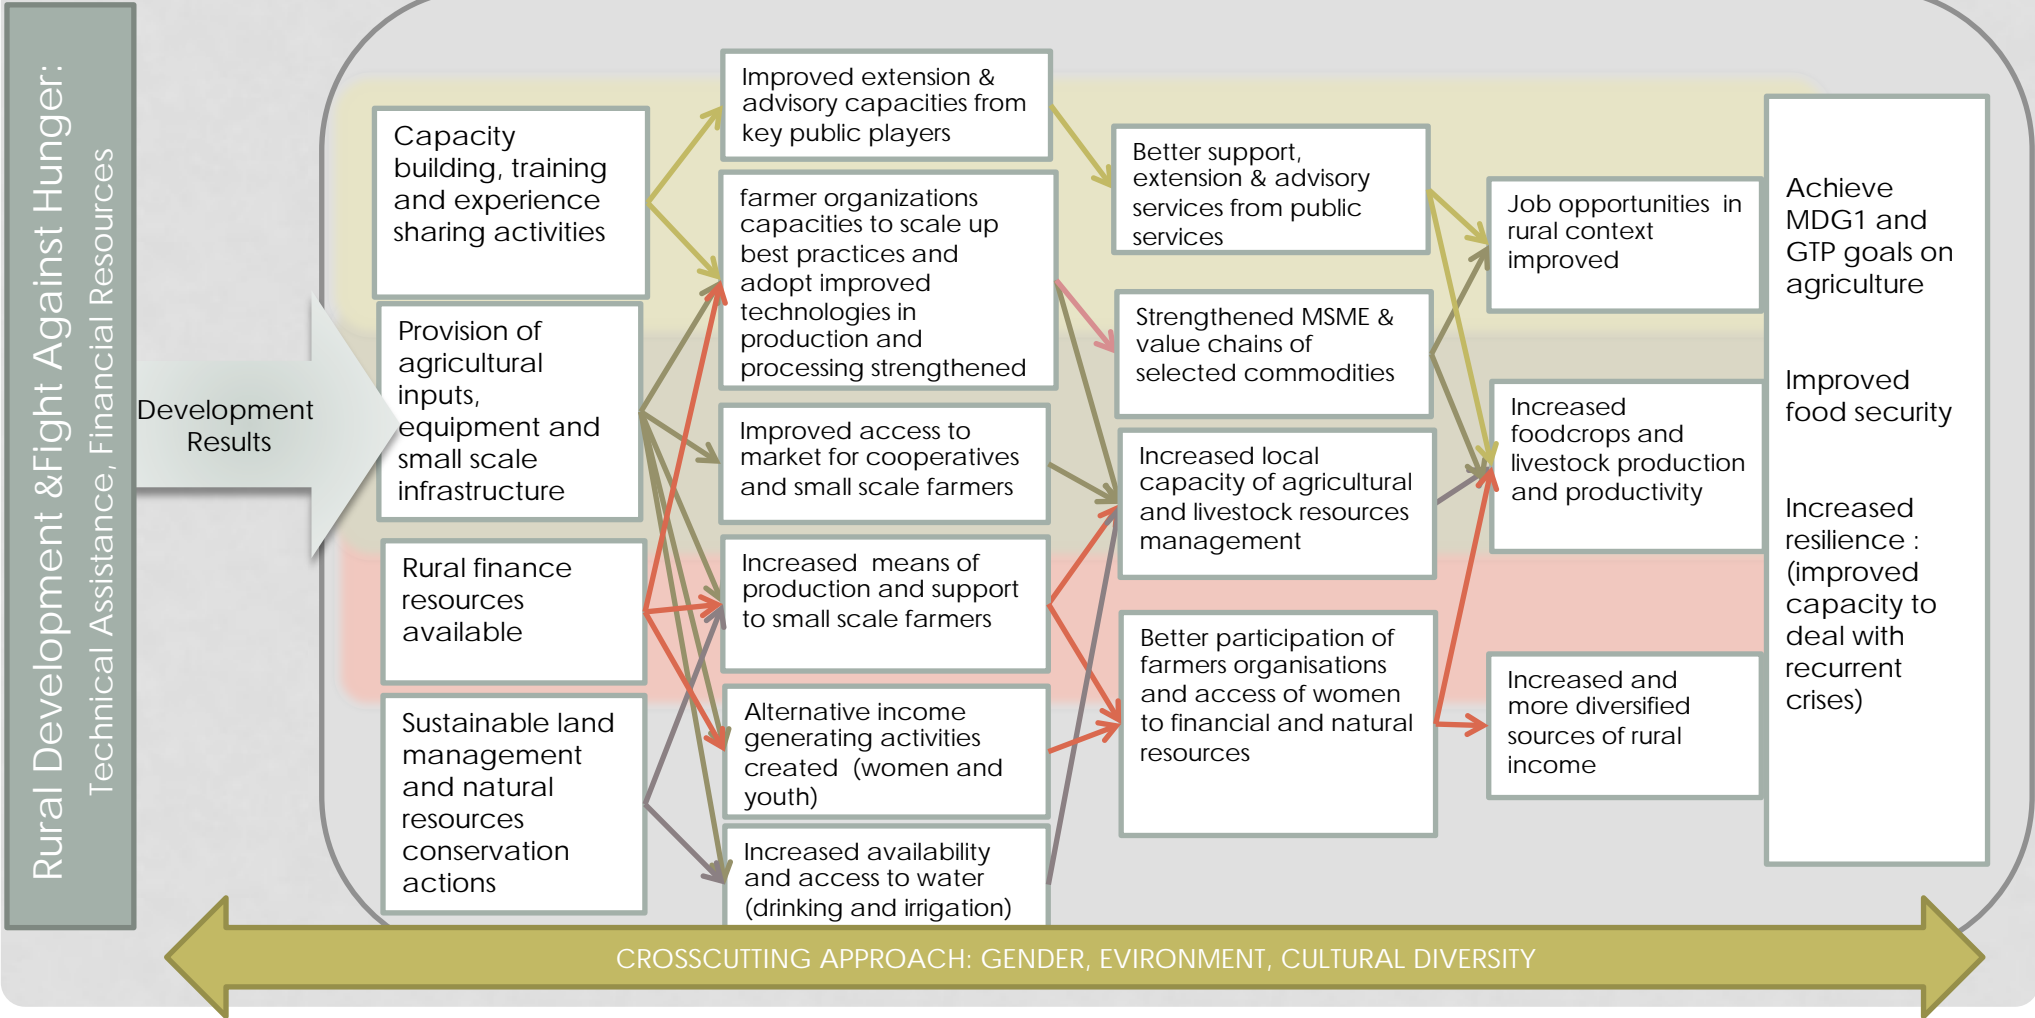 Rural Development &Fight Against Hunger:
Technical Assistance, Financial Resources
Development
Results
Capacity
building, training
and experience
sharing activities
Provision of
agricultural
inputs,
equipment and
small scale
infrastructure
Rural finance
resources
available
Sustainable land
management
and natural
resources
conservation
actions
Improved extension &
advisory capacities from
key public players
farmer organizations
capacities to scale up
best practices and
adopt improved
technologies in
production and
processing strengthened
Improved access to
market for cooperatives
and small scale farmers
Increased means of
production and support
to small scale farmers
Alternative income
generating activities
created (women and
youth)
Increased availability
and access to water
(drinking and irrigation)
Better support,
extension & advisory
services from public
services
Strengthened MSME &
value chains of
selected commodities
Increased local
capacity of agricultural
and livestock resources
management
Better participation of
farmers organisations
and access of women
to financial and natural
resources
Job opportunities in
rural context
improved
Increased
foodcrops and
livestock production
and productivity
Increased and
more diversified
sources of rural
income
Achieve
MDG1 and
GTP goals on
agriculture
Improved
food security
Increased
resilience :
(improved
capacity to
deal with
recurrent
crises)
CROSSCUTTING APPROACH: GENDER, EVIRONMENT, CULTURAL DIVERSITY